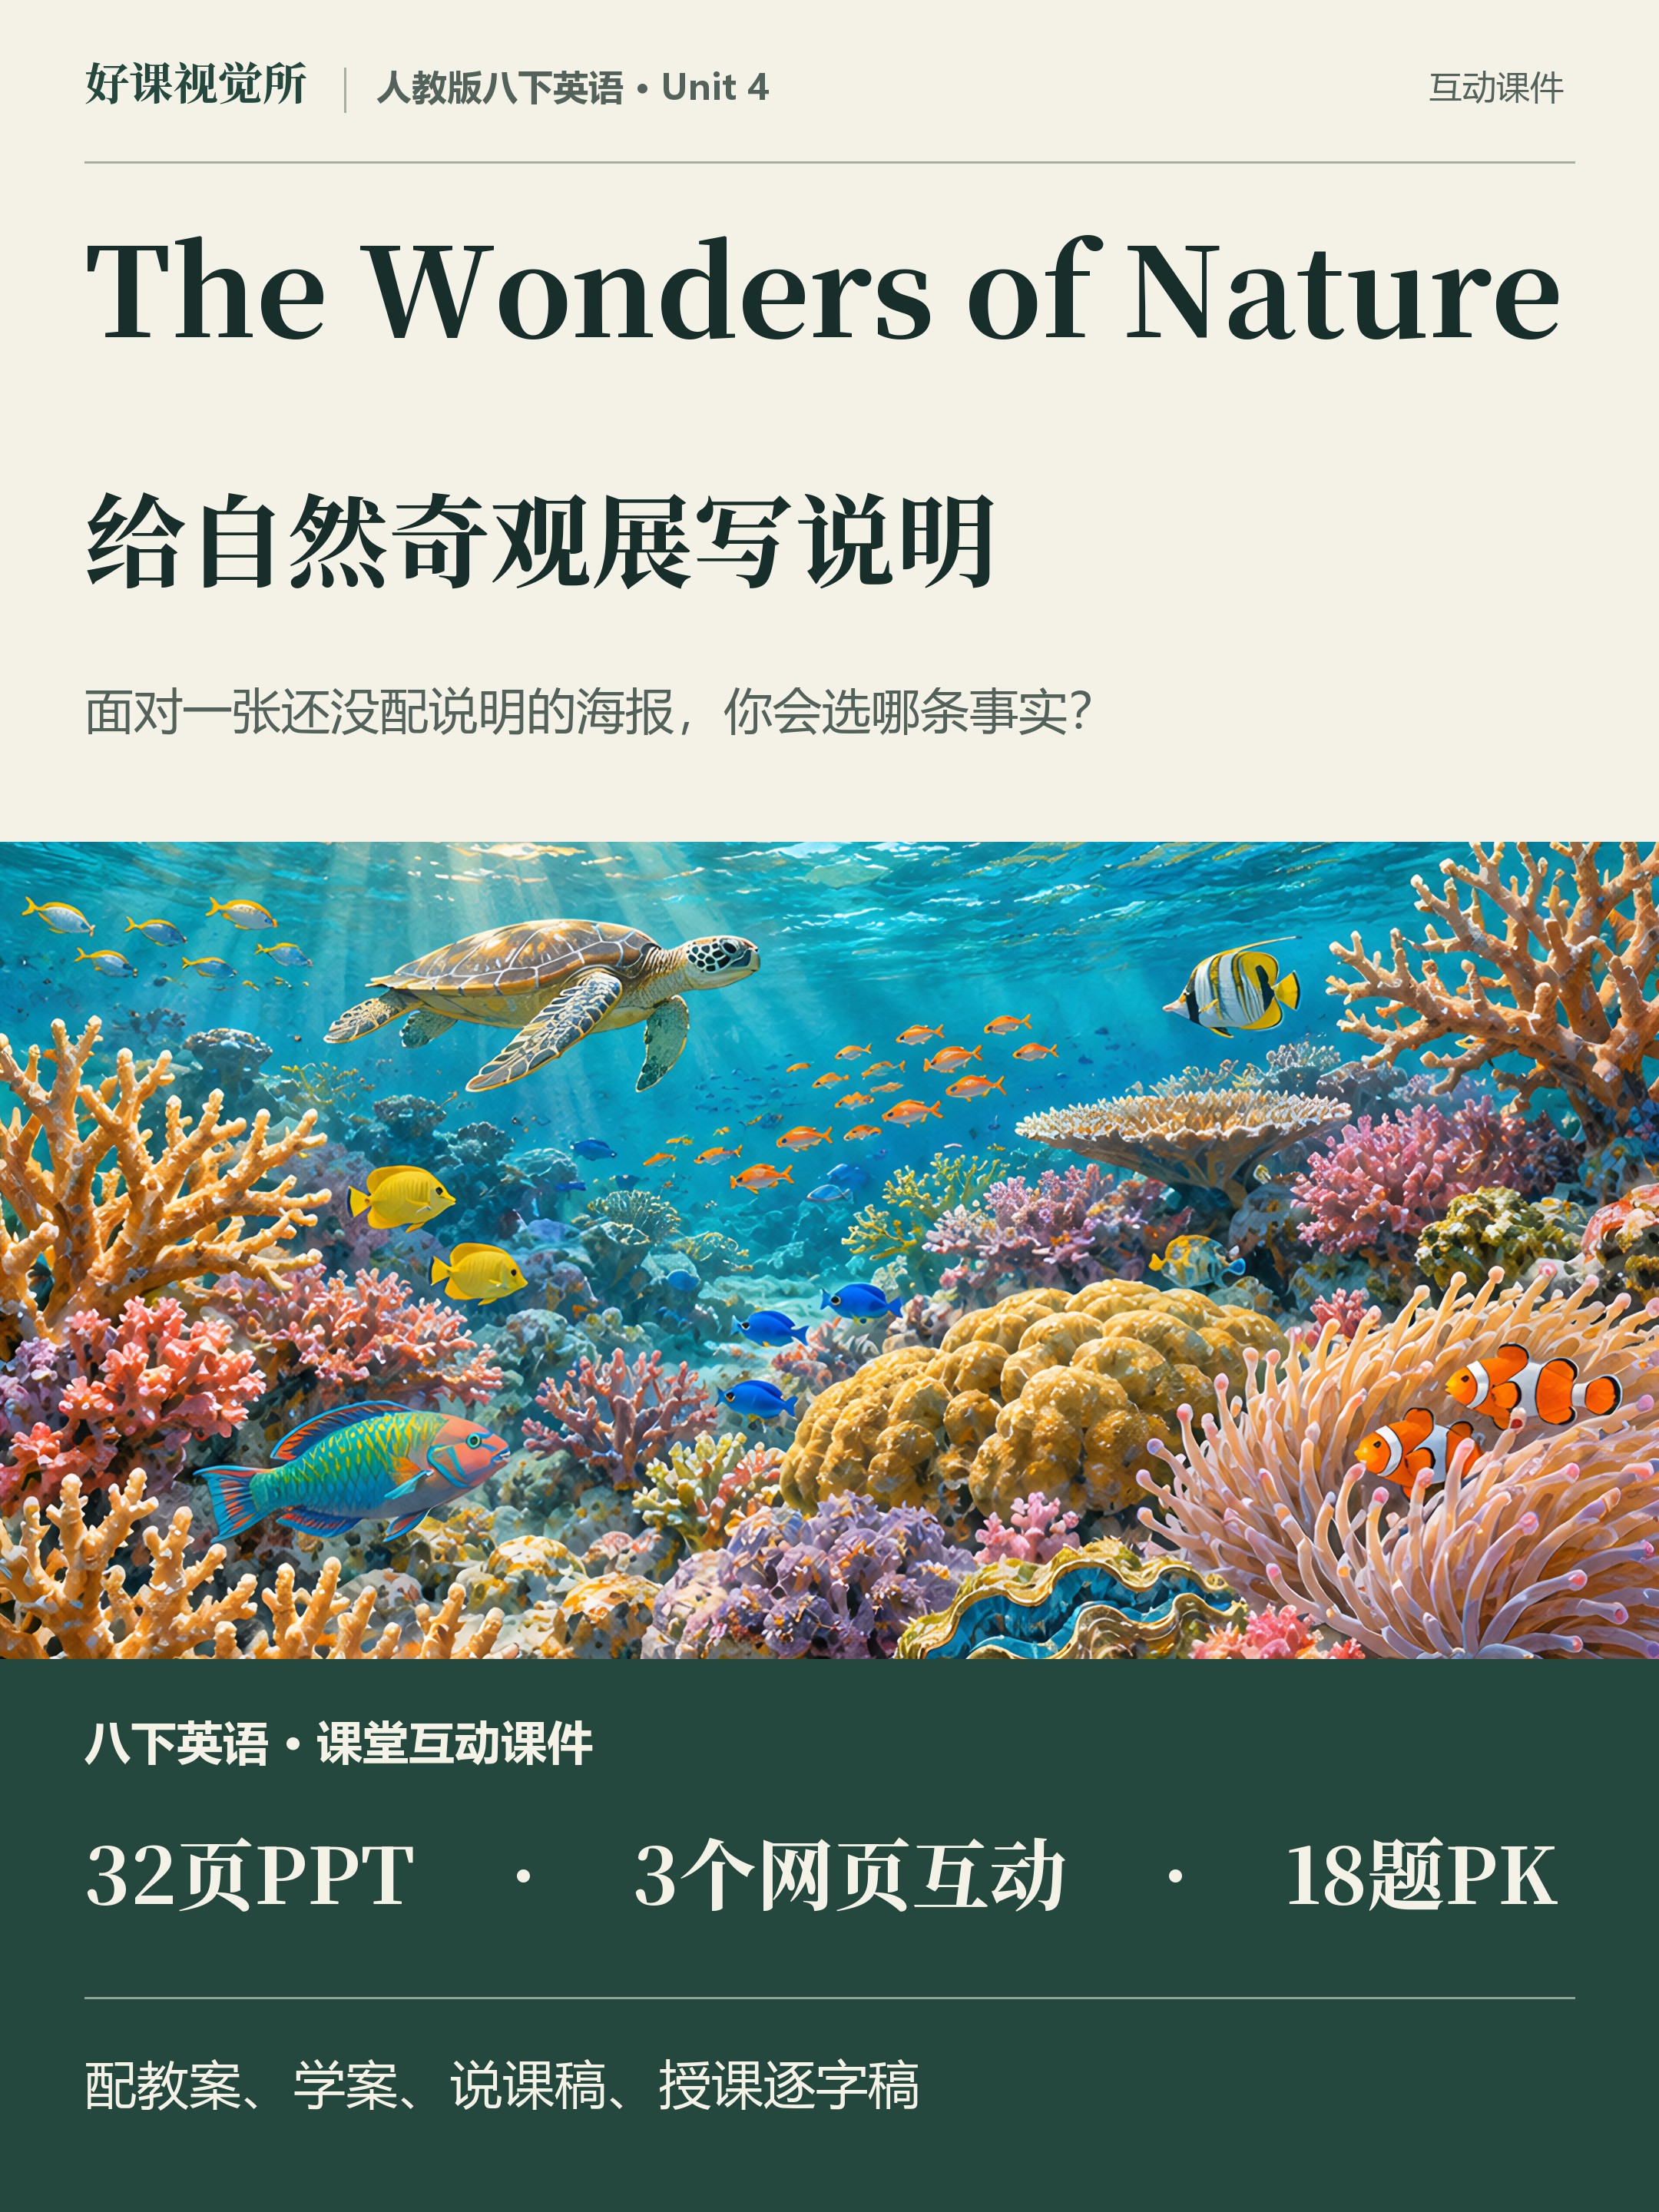 好课视觉所 人教版八下英语 • Unit 4 互动课件
The Wonders of Nature
给自然奇观展写说明
面对一张还没配说明的海报，你会选哪条事实？
八下英语 • 课堂互动课件
32页PPT · 3个网页互动 · 18题PK
配教案、学案、说课稿、授课逐字稿